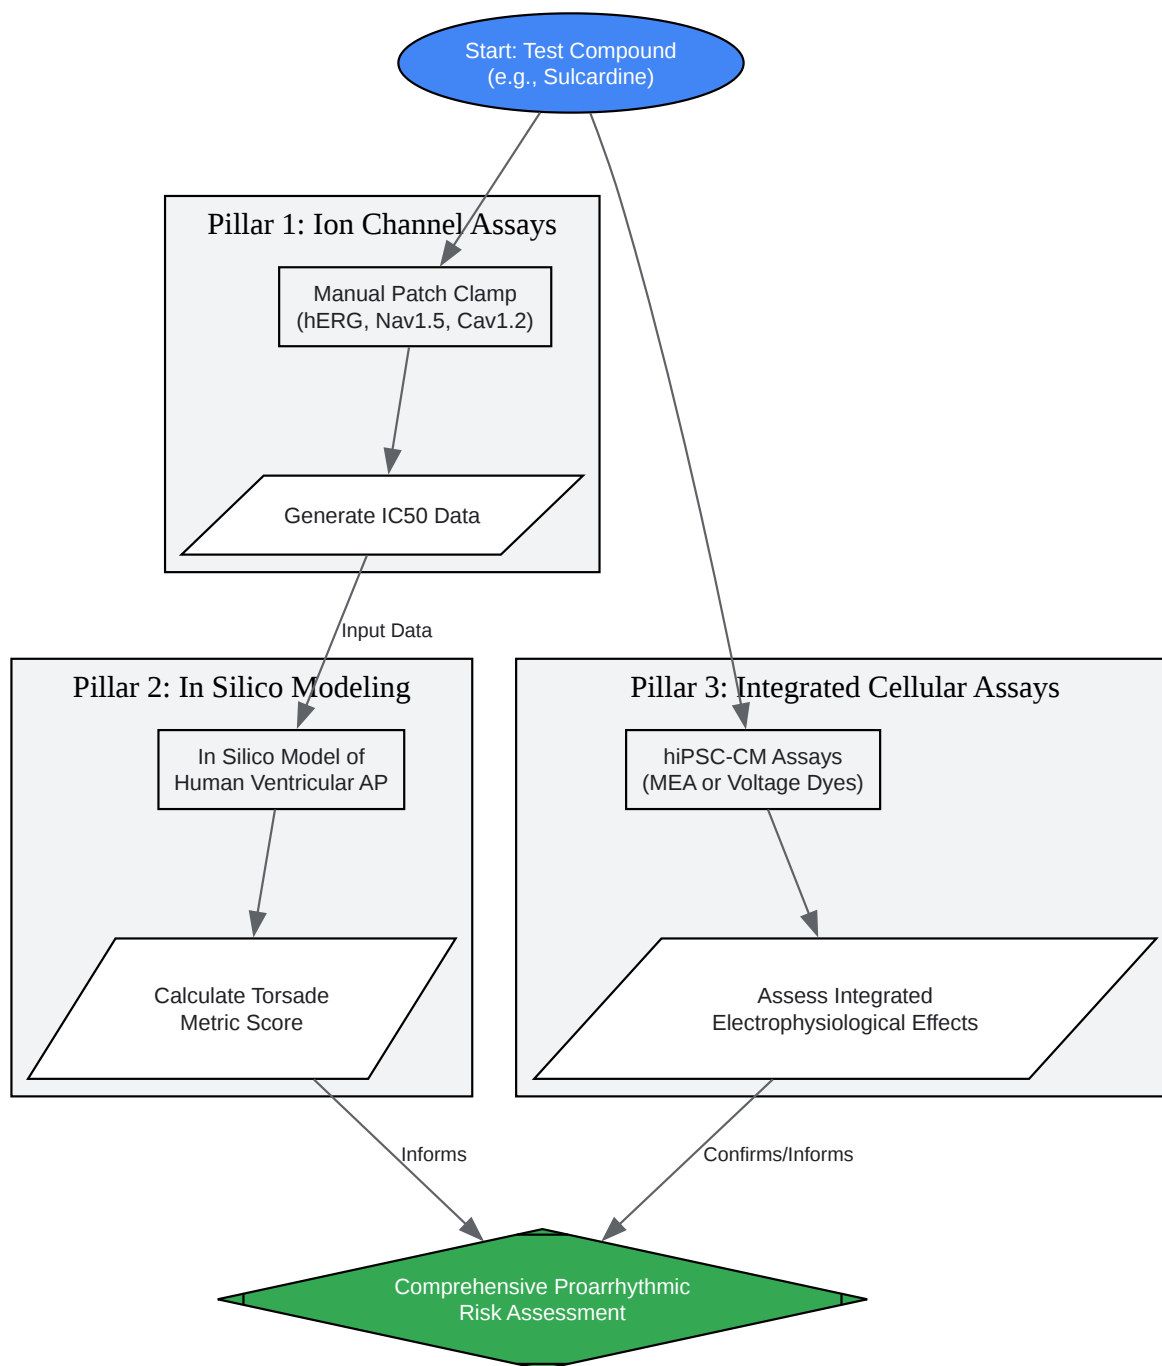 Start: Test Compound
(e.g., Sulcardine)
Pillar 1: Ion Channel Assays
Manual Patch Clamp
(hERG, Nav1.5, Cav1.2)
Generate IC50 Data
Input Data
Pillar 2: In Silico Modeling
In Silico Model of
Human Ventricular AP
Calculate Torsade
Metric Score
Pillar 3: Integrated Cellular Assays
hiPSC-CM Assays
(MEA or Voltage Dyes)
Assess Integrated
Electrophysiological Effects
Informs
Confirms/Informs
Comprehensive Proarrhythmic
Risk Assessment